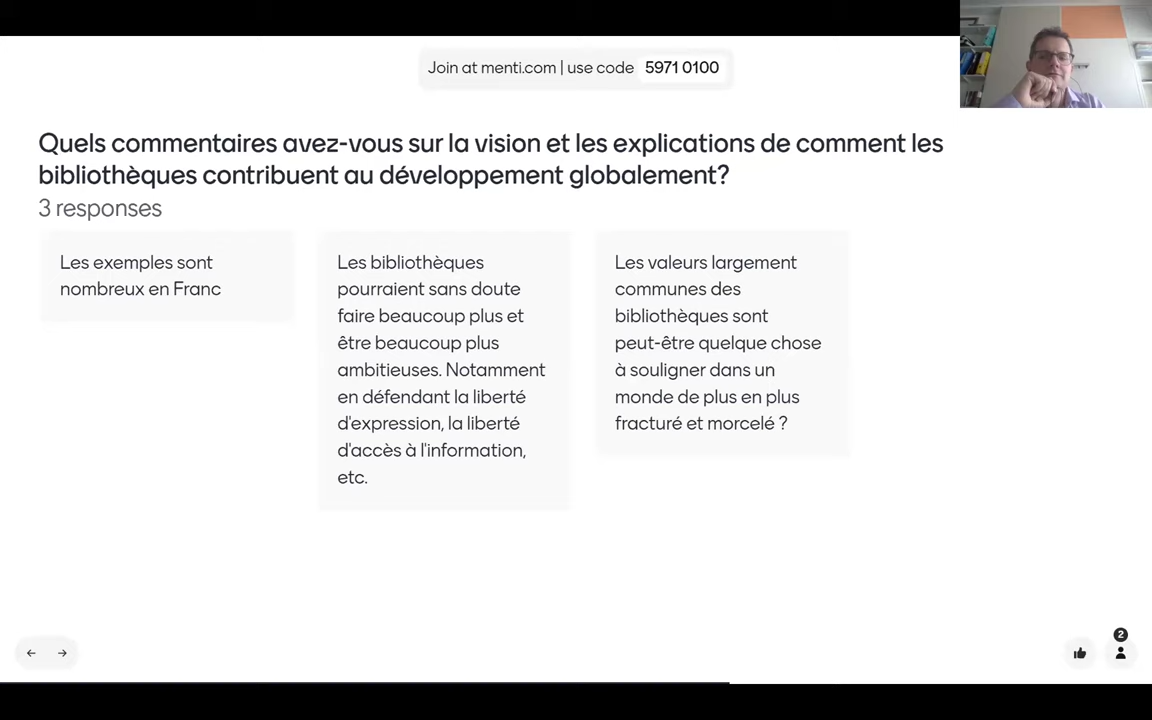 Join at menti.com | use code 5971 0100
Quels commentaires avez-vous sur la vision et les explications de comment les
bibliothèques contribuent au développement globalement?
3 responses
Les exemples sont
nombreux en Franc
Les bibliothèques
pourraient sans doute
faire beaucoup plus et
être beaucoup plus
ambitieuses. Notamment
en défendant la liberté
d'expression, la liberté
d'accès à l'information,
etc.
Les valeurs largement
communes des
bibliothèques sont
peut-être quelque chose
à souligner dans un
monde de plus en plus
fracturé et morcelé ?
2